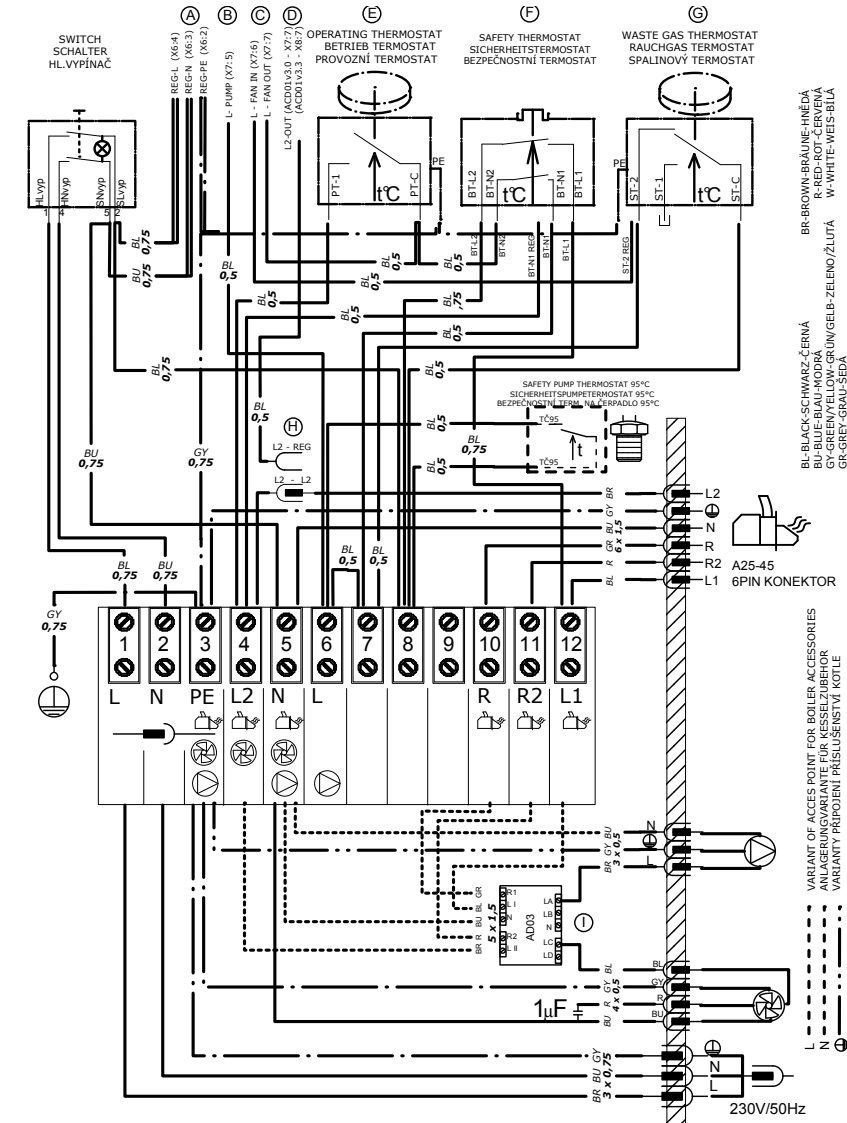 SWITCH
SCHALTER
HL.VYPÍNAČ
A
B
C
D
E
F
G
REG-L (X6:4)
REG-N (X6:3)
REG-PE (X6:2)
L- PUMP (X7:5)
L - FAN IN (X7:6)
L - FAN OUT (X7:7)
L2-OUT (ACD01v3.0 - X7:7)
(ACD01v3.3 - X8:7)
OPERATING THERMOSTAT
BETRIEB TERMOSTAT
PROVOZNÍ TERMOSTAT
SAFETY THERMOSTAT
SICHERHEITSTERMOSTAT
BEZPEČNOSTNÍ TERMOSTAT
WASTE GAS THERMOSTAT
RAUCHGAS TERMOSTAT
SPALINOVÝ TERMOSTAT
HLvyp
HNvyp
SNvyp
SLvyp
1
4
5
2
PT-1
PT-C
t°C
PE
BT-L2
BT-N2
BT-N1
BT-L1
t°C
PE
ST-2
ST-1
ST-C
t°C
BT-L2
BT-N2
BT-N1 REG
BT-N1
BT-L1
ST-2 REG
BR-BROWN-BRÄUNE-HNĚDÁ
R-RED-ROT-ČERVENÁ
W-WHITE-WEIS-BÍLÁ
BL-BLACK-SCHWARZ-ČERNÁ
BU-BLUE-BLAU-MODRÁ
GY-GREEN/YELLOW-GRÜN/GELB-ZELENO/ŽLUTÁ
GR-GREY-GRAU-ŠEDÁ
BL
0,75
BU
0,75
BL
0,5
BL
0,5
BL
0,5
BL
0,5
BL
,75
BL
0,5
BL
0,75
BL
0,5
SAFETY PUMP THERMOSTAT 95°C
SICHERHEITSPUMPETERMOSTAT 95°C
BEZPEČNOSTNÍ TERM. NA ČERPADLO 95°C
TČ95
t
TČ95
BL
0,5
BL
0,5
BL
0,5
BL
0,75
H
L2 - REG
L2 - L2
BU
0,75
GY
0,75
BR
GY
BU
GR
R
BL
6 x 1,5
L2
N
R
R2
L1
A25-45
6PIN KONEKTOR
BL
0,75
BU
0,75
BL
0,5
BL
0,5
GY
0,75
1
2
3
4
5
6
7
8
9
10
11
12
L
N
PE
L2
N
L
R
R2
L1
VARIANT OF ACCES POINT FOR BOILER ACCESSORIES
ANLAGERUNGVARIANTE FÜR KESSELZUBEHOR
VARIANTY PŘIPOJENÍ PŘÍSLUŠENSTVÍ KOTLE
L
N
BU
GY
BR
3 x 0,5
N
L
GR
BL
BU
R
BR
5 x 1,5
R1
L I
N
R2
L II
AD03
LA
LB
N
LC
LD
I
BL
GY
R
BU
4 x 0,5
BL
GY
R
BU
1µF
GY
BU
BR
3 x 0,75
N
L
230V/50Hz